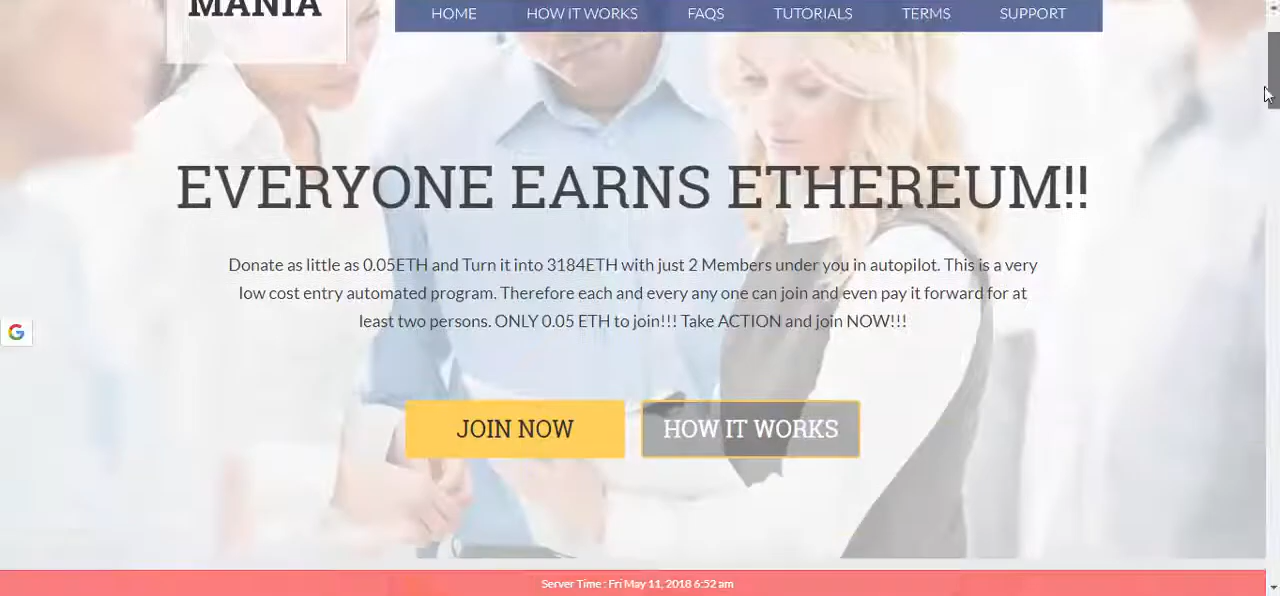 MANIA
HOME HOW IT WORKS FAQS TUTORIALS TERMS SUPPORT
EVERYONE EARNS ETHEREUM!!
Donate as little as 0.05ETH and Turn it into 3184ETH with just 2 Members under you in autopilot. This is a very
low cost entry automated program. Therefore each and every any one can join and even pay it forward for at
least two persons. ONLY 0.05 ETH to join!!! Take ACTION and join NOW!!!
G
JOIN NOW HOW IT WORKS
Server Time : Fri May 11, 2018 6:52 am